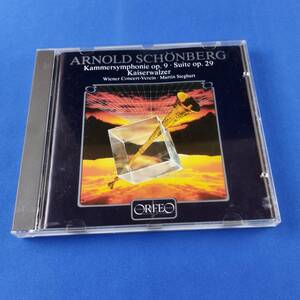 ARNOLD SCHÖNBERG
Kammersymphonie op. 9 · Suite op. 29
Kaiserwalzer
Wiener Concert-Verein · Martin Sieghart
ORFEO